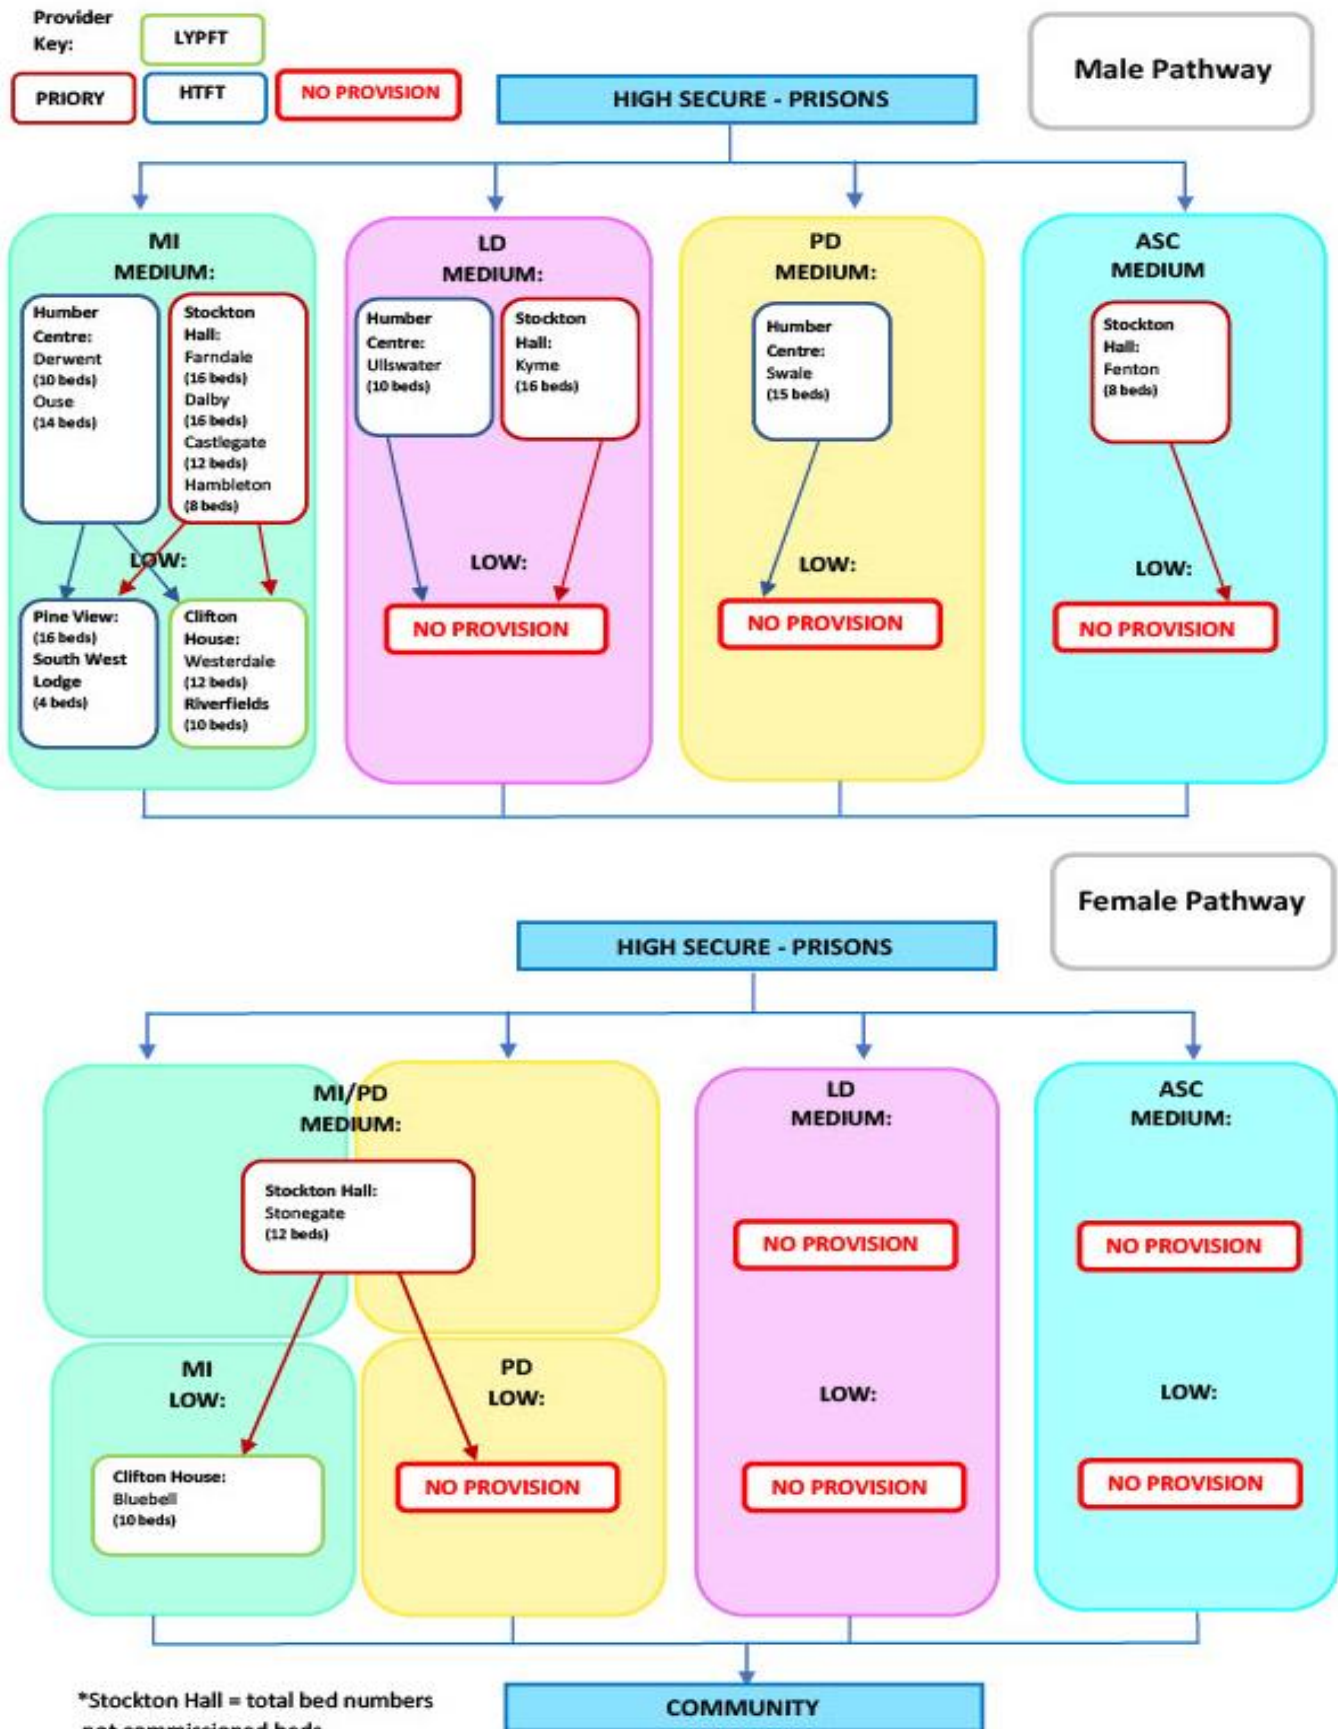 Provider
Key:
LYPFT
PRIORY
HTFT
NO PROVISION
Male Pathway
HIGH SECURE - PRISONS
MI
MEDIUM:
Humber
Centre:
Derwent
(10 beds)
Ouse
(14 beds)
Stockton
Hall:
Farndale
(16 beds)
Dalby
(16 beds)
Castlegate
(12 beds)
Hambleton
(8 beds)
LOW:
Pine View:
(16 beds)
South West
Lodge
(4 beds)
Clifton
House:
Westerdale
(12 beds)
Riverfields
(10 beds)
LD
MEDIUM:
Humber
Centre:
Ullswater
(10 beds)
Stockton
Hall:
Kyme
(16 beds)
LOW:
NO PROVISION
PD
MEDIUM:
Humber
Centre:
Swale
(15 beds)
LOW:
NO PROVISION
ASC
MEDIUM
Stockton
Hall:
Fenton
(8 beds)
LOW:
NO PROVISION
Female Pathway
HIGH SECURE - PRISONS
MI/PD
MEDIUM:
Stockton Hall:
Stonegate
(12 beds)
MI
LOW:
Clifton House:
Bluebell
(10 beds)
PD
LOW:
NO PROVISION
LD
MEDIUM:
NO PROVISION
LOW:
NO PROVISION
ASC
MEDIUM:
NO PROVISION
LOW:
NO PROVISION
*Stockton Hall = total bed numbers
not commissioned beds
COMMUNITY